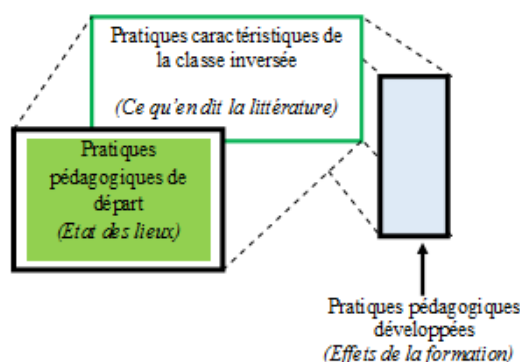 Pratiques caractéristiques de
la classe inversée
(Ce qu'en dit la littérature)
Pratiques
pédagogiques de
départ
(Etat des lieux)
Pratiques pédagogiques
développées
(Effets de la formation)